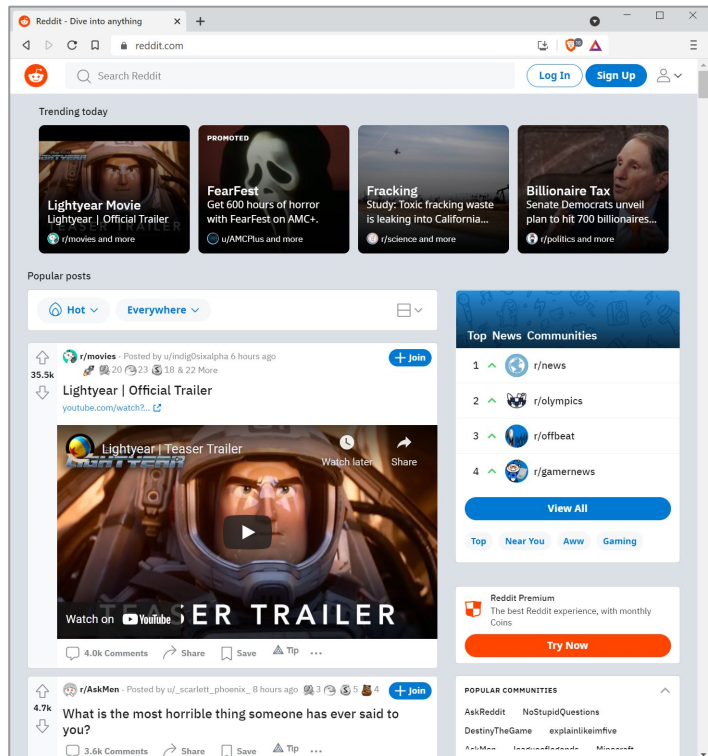 Reddit - Dive into anything
reddit.com
18
Search Reddit
Log In
Sign Up
Trending today
Lightyear Movie
Lightyear | Official Trailer
r/movies and more
PROMOTED
FearFest
Get 600 hours of horror
with FearFest on AMC+.
u/AMCPlus and more
Fracking
Study: Toxic fracking waste
is leaking into California...
r/science and more
Billionaire Tax
Senate Democrats unveil
plan to hit 700 billionaires...
r/politics and more
Popular posts
Hot
Everywhere
35.5k
r/movies · Posted by u/indig0sixalpha 6 hours ago
20 23 18 & 22 More
Join
Lightyear | Official Trailer
youtube.com/watch?...
Lightyear | Teaser Trailer
LIGHTYEAR
Watch later
Share
TEASER TRAILER
Watch on YouTube
4.0k Comments Share Save Tip ...
4.7k
r/AskMen · Posted by u/_scarlett_phoenix_ 8 hours ago 3 5 4
Join
What is the most horrible thing someone has ever said to
you?
3.6k Comments Share Save Tip ...
Top News Communities
1 r/news
2 r/olympics
3 r/offbeat
4 r/gamernews
View All
Top Near You Aww Gaming
Reddit Premium
The best Reddit experience, with monthly
Coins
Try Now
POPULAR COMMUNITIES
AskReddit NoStupidQuestions
DestinyTheGame explainlikeimfive
AskMen leagueoflegends Minecraft